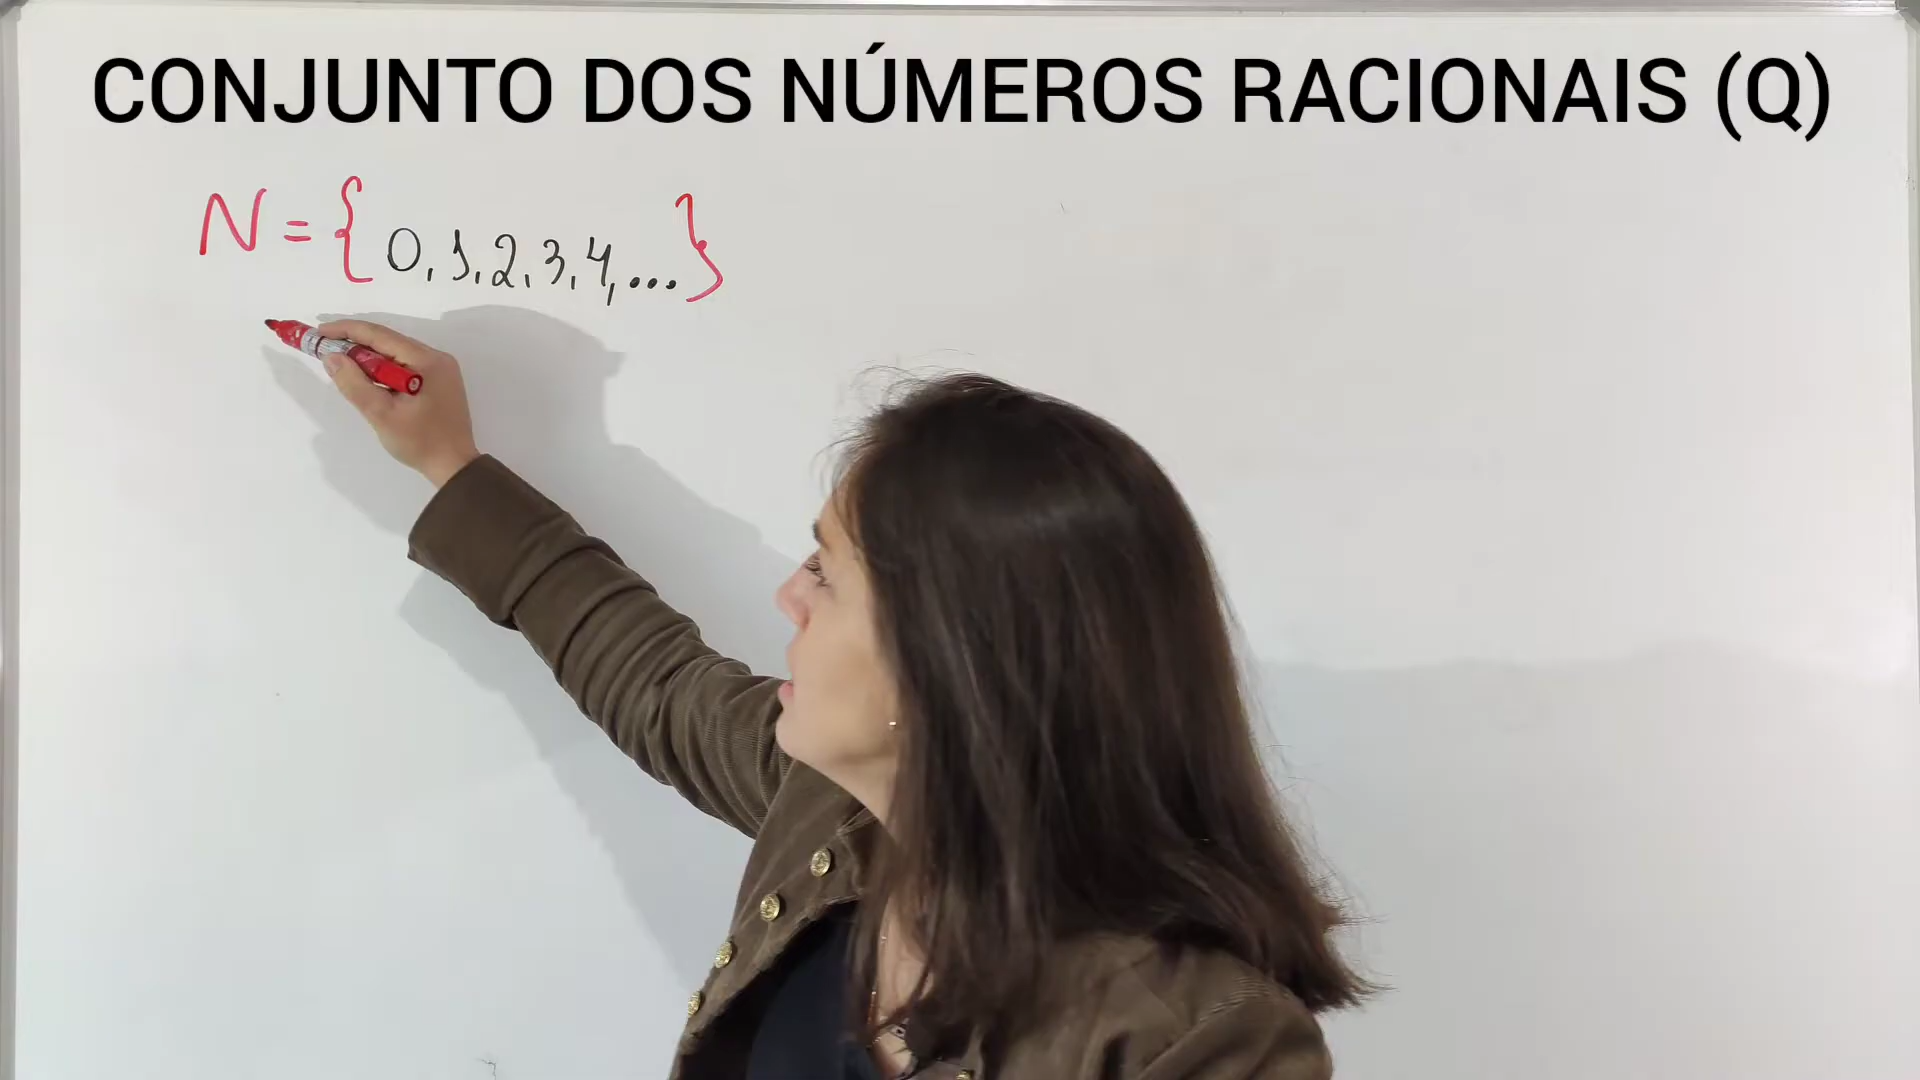 CONJUNTO DOS NÚMEROS RACIONAIS (Q)
N = {0, 1, 2, 3, 4, ...}